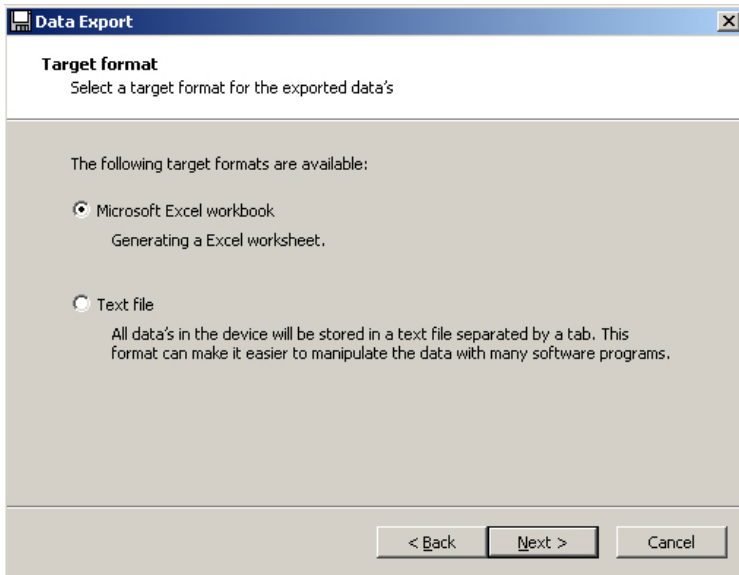 Data Export
Target format
Select a target format for the exported data's
The following target formats are available:
Microsoft Excel workbook
Generating a Excel worksheet.
Text file
All data's in the device will be stored in a text file separated by a tab. This
format can make it easier to manipulate the data with many software programs.
< Back
Next >
Cancel